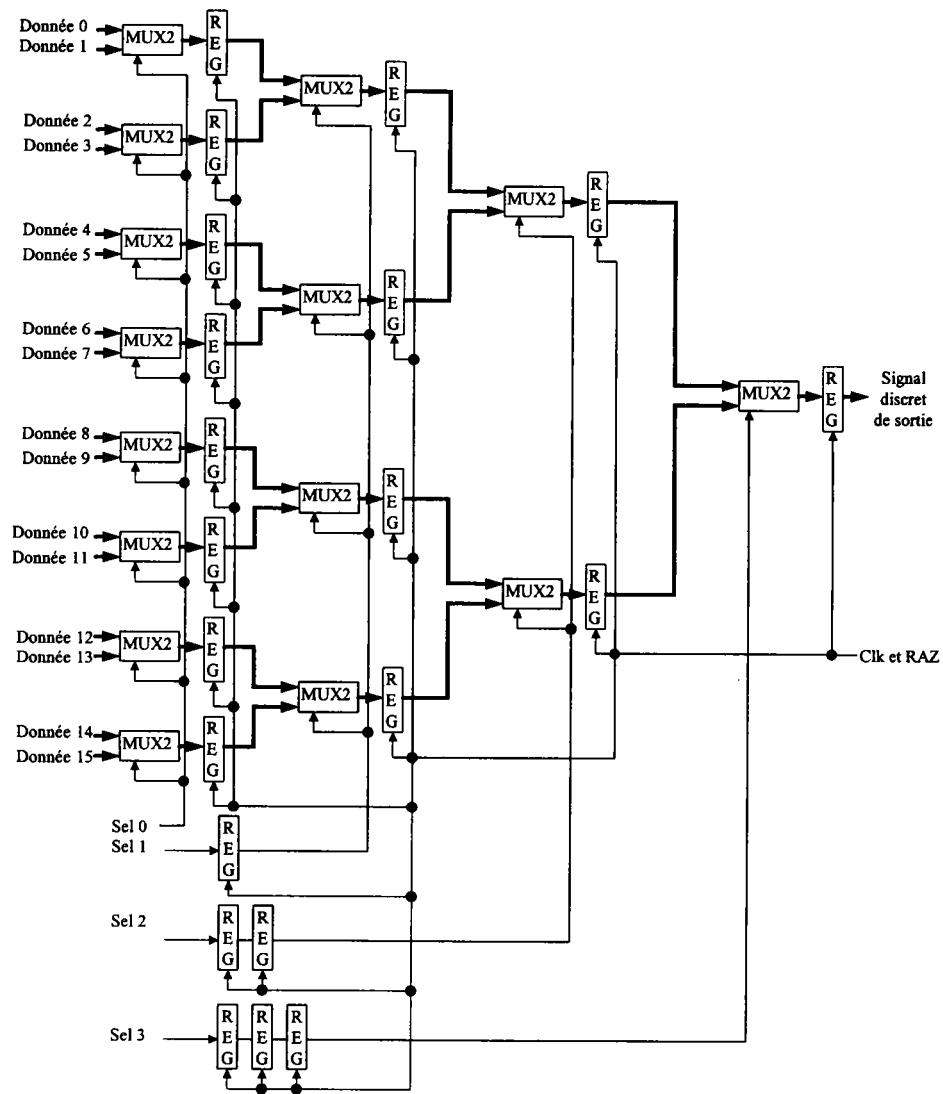 Donnée 0
Donnée 1
MUX2
REG
Donnée 2
Donnée 3
MUX2
REG
MUX2
REG
Donnée 4
Donnée 5
MUX2
REG
Donnée 6
Donnée 7
MUX2
REG
MUX2
REG
MUX2
REG
Donnée 8
Donnée 9
MUX2
REG
Donnée 10
Donnée 11
MUX2
REG
MUX2
REG
Donnée 12
Donnée 13
MUX2
REG
Donnée 14
Donnée 15
MUX2
REG
MUX2
REG
MUX2
REG
MUX2
REG
Signal
discret
de sortie
Clk et RAZ
Sel 0
Sel 1
REG
Sel 2
REG
REG
Sel 3
REG
REG
REG